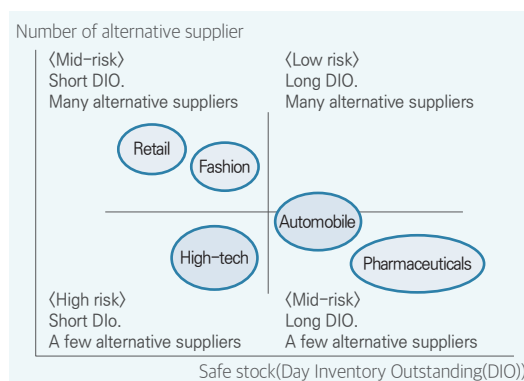 Number of alternative supplier
〈Mid-risk〉
Short DIO.
Many alternative suppliers
〈Low risk〉
Long DIO.
Many alternative suppliers
Retail
Fashion
Automobile
High-tech
Pharmaceuticals
〈High risk〉
Short DIo.
A few alternative suppliers
〈Mid-risk〉
Long DIO.
A few alternative suppliers
Safe stock(Day Inventory Outstanding(DIO))